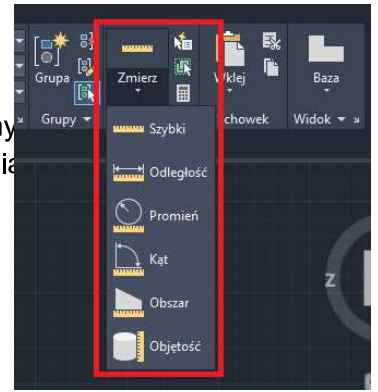 Grupa
Zmierz
Wklej
Baza
Grupy
Schowek
Widok
Szybki
Odległość
Promień
Kąt
Obszar
Objętość
Z